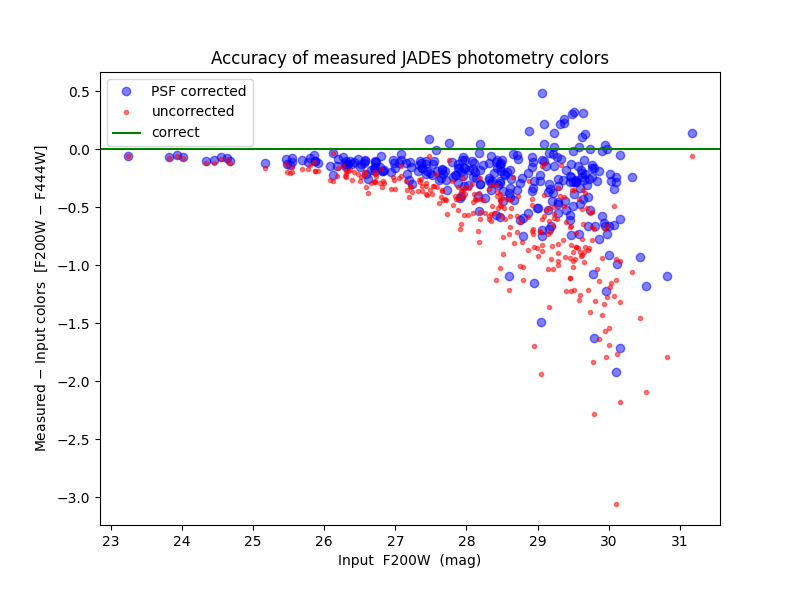 Accuracy of measured JADES photometry colors
PSF corrected
uncorrected
correct
0.5
0.0
−0.5
−1.0
−1.5
−2.0
−2.5
−3.0
Measured − Input colors [F200W − F444W]
23 24 25 26 27 28 29 30 31
Input F200W (mag)